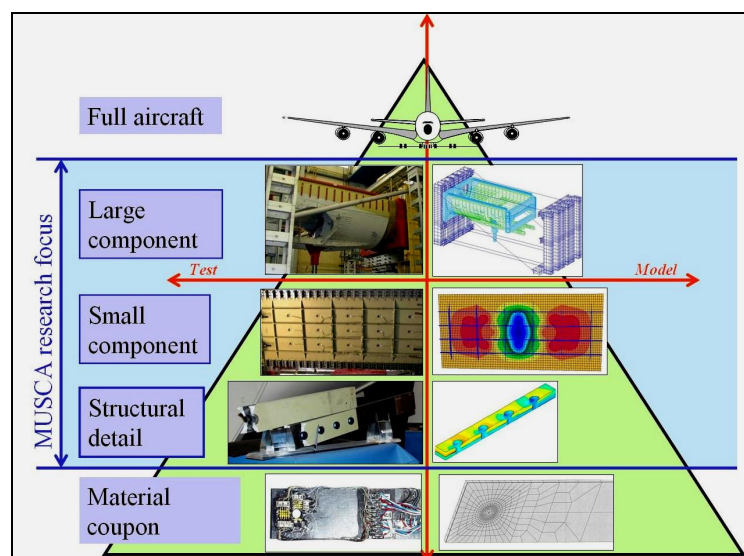 Full aircraft
MUSCA research focus
Large
component
Test
Model
Small
component
Structural
detail
Material
coupon